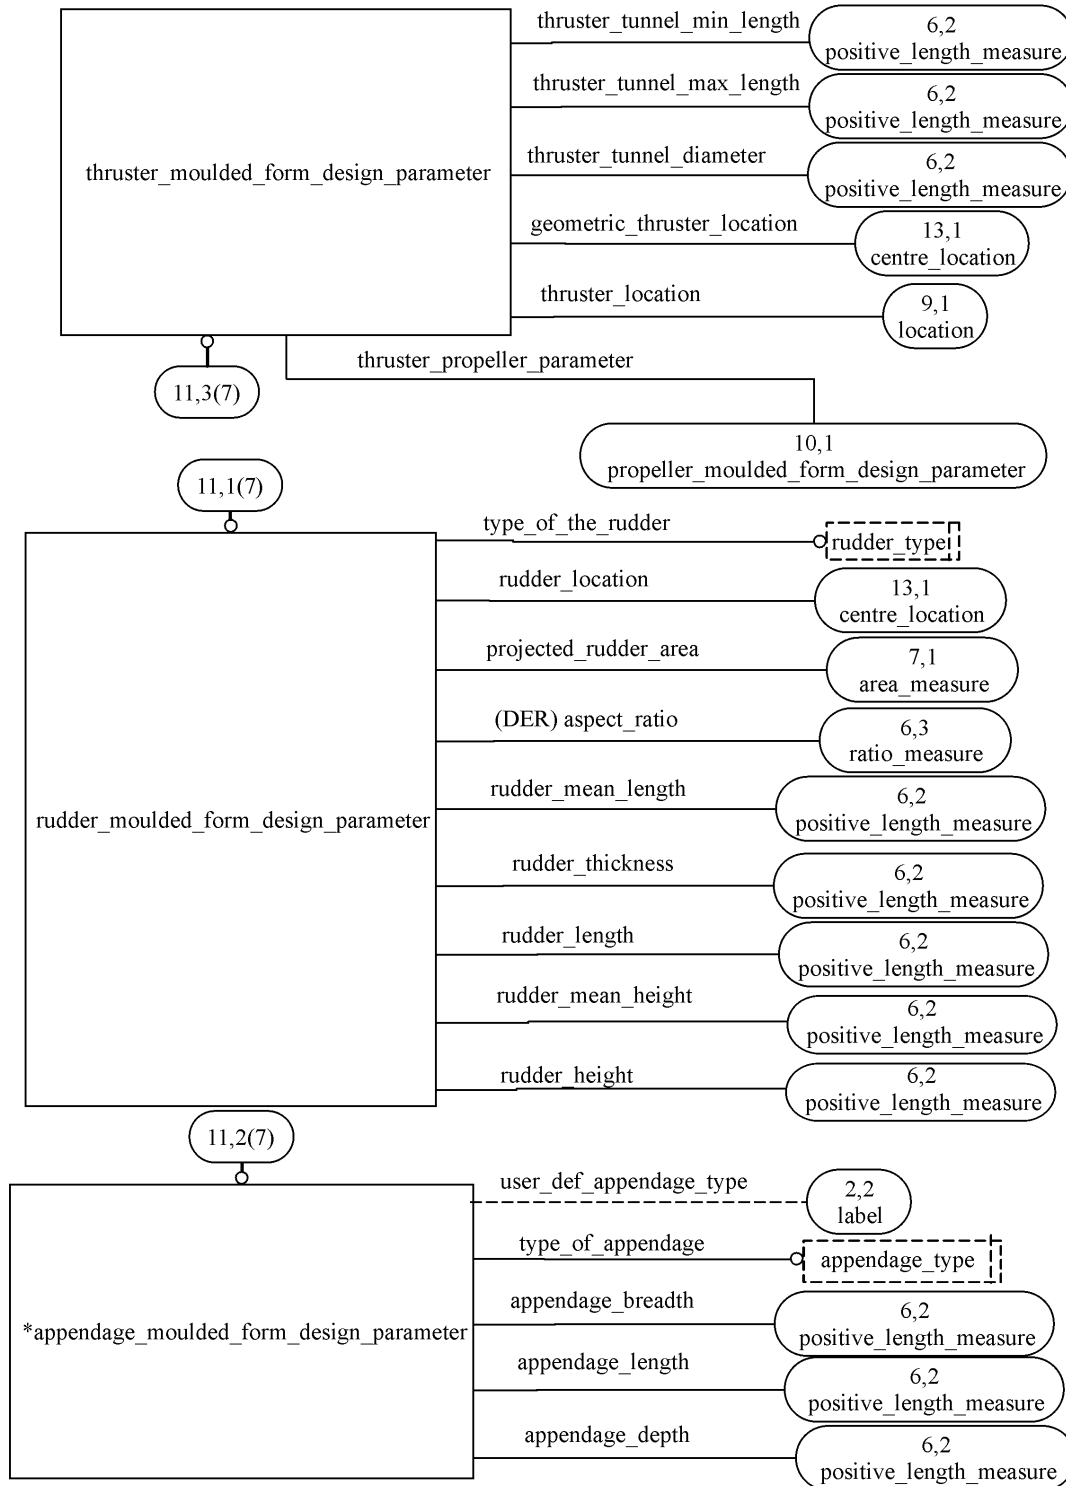 thruster_tunnel_min_length
6,2
positive_length_measure
thruster_tunnel_max_length
6,2
positive_length_measure
thruster_moulded_form_design_parameter
thruster_tunnel_diameter
6,2
positive_length_measure
geometric_thruster_location
13,1
centre_location
thruster_location
9,1
location
11,3(7)
thruster_propeller_parameter
10,1
propeller_moulded_form_design_parameter
11,1(7)
type_of_the_rudder
rudder_type
rudder_location
13,1
centre_location
projected_rudder_area
7,1
area_measure
(DER) aspect_ratio
6,3
ratio_measure
rudder_moulded_form_design_parameter
rudder_mean_length
6,2
positive_length_measure
rudder_thickness
6,2
positive_length_measure
rudder_length
6,2
positive_length_measure
rudder_mean_height
6,2
positive_length_measure
rudder_height
6,2
positive_length_measure
11,2(7)
user_def_appendage_type
2,2
label
type_of_appendage
appendage_type
*appendage_moulded_form_design_parameter
appendage_breadth
6,2
positive_length_measure
appendage_length
6,2
positive_length_measure
appendage_depth
6,2
positive_length_measure